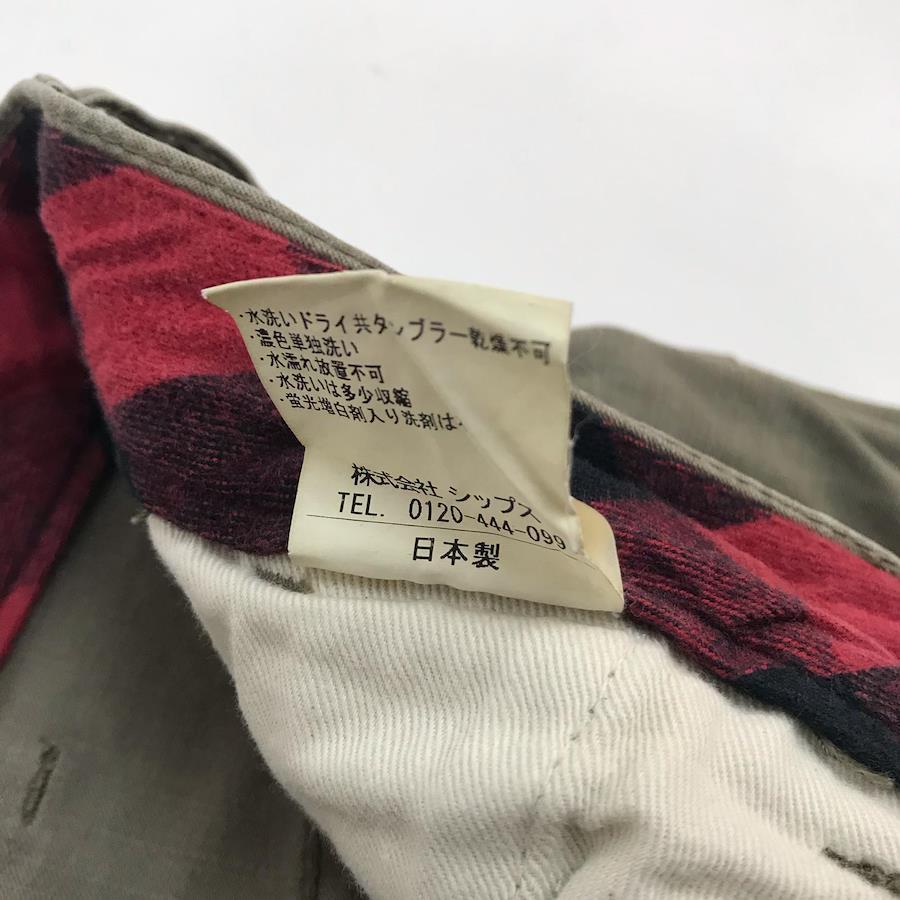 ・水洗いドライ共タンブラー乾燥不可
・濃色単独洗い
・水濡れ放置不可
・水洗いは多少収縮
・蛍光増白剤入り洗剤は
株式会社 シップス
TEL. 0120-444-099
日本製